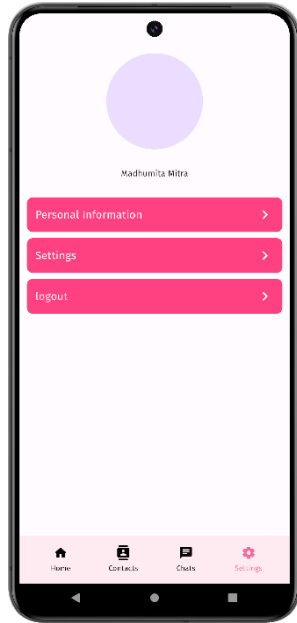 Madhumita Mitra
Personal Information
Settings
logout
Home Contacts Chats Settings